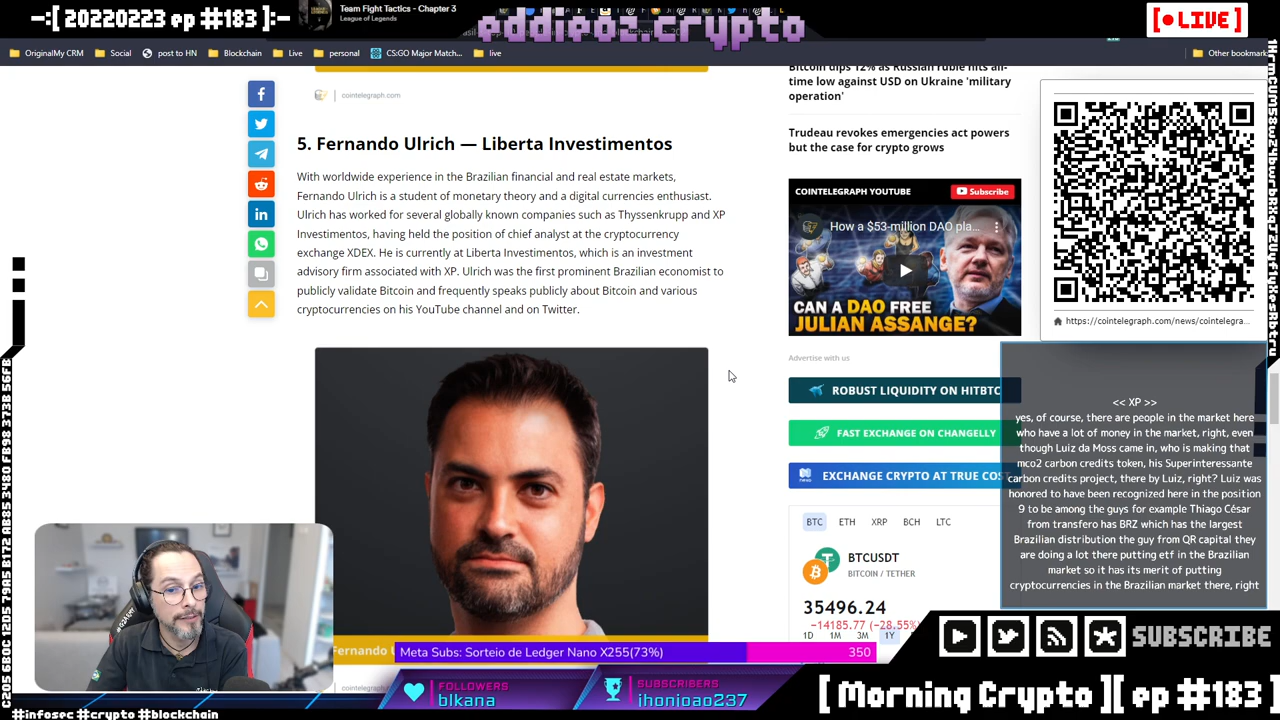 -:[ 20220223 ep #183 ]:-
Team Fight Tactics - Chapter 3
League of Legends
eddieoz.crypto
[•LIVE]
OriginalMy CRM
Social
post to HN
Blockchain
Live
personal
CS:GO Major Match...
live
Other bookmark
cointelegraph.com
5. Fernando Ulrich — Liberta Investimentos
With worldwide experience in the Brazilian financial and real estate markets,
Fernando Ulrich is a student of monetary theory and a digital currencies enthusiast.
Ulrich has worked for several globally known companies such as Thyssenkrupp and XP
Investimentos, having held the position of chief analyst at the cryptocurrency
exchange XDEX. He is currently at Liberta Investimentos, which is an investment
advisory firm associated with XP. Ulrich was the first prominent Brazilian economist to
publicly validate Bitcoin and frequently speaks publicly about Bitcoin and various
cryptocurrencies on his YouTube channel and on Twitter.
Bitcoin dips 12% as Russian ruble hits all-
time low against USD on Ukraine 'military
operation'
Trudeau revokes emergencies act powers
but the case for crypto grows
COINTELEGRAPH YOUTUBE
Subscribe
How a $53-million DAO pla...
CAN A DAO FREE
JULIAN ASSANGE?
Advertise with us
ROBUST LIQUIDITY ON HITBTC
FAST EXCHANGE ON CHANGELLY
EXCHANGE CRYPTO AT TRUE COS
BTC
ETH
XRP
BCH
LTC
BTCUSDT
BITCOIN / TETHER
35496.24
−14185.77 (−28.55%)
1D
1M
3M
1Y
https://cointelegraph.com/news/cointelegra...
<< XP >>
yes, of course, there are people in the market here
who have a lot of money in the market, right, even
though Luiz da Moss came in, who is making that
mco2 carbon credits token, his Superinteressante
carbon credits project, there by Luiz, right? Luiz was
honored to have been recognized here in the position
9 to be among the guys for example Thiago César
from transfero has BRZ which has the largest
Brazilian distribution the guy from QR capital they
are doing a lot there putting etf in the Brazilian
market so it has its merit of putting
cryptocurrencies in the Brazilian market there, right
Fernando U
cointelegraph.c
Meta Subs: Sorteio de Ledger Nano X
255(73%)
350
FOLLOWERS
blkana
SUBSCRIBERS
ihonjoao237
SUBSCRIBE
[ Morning Crypto ][ ep #183 ]
#infosec #crypto #blockchain